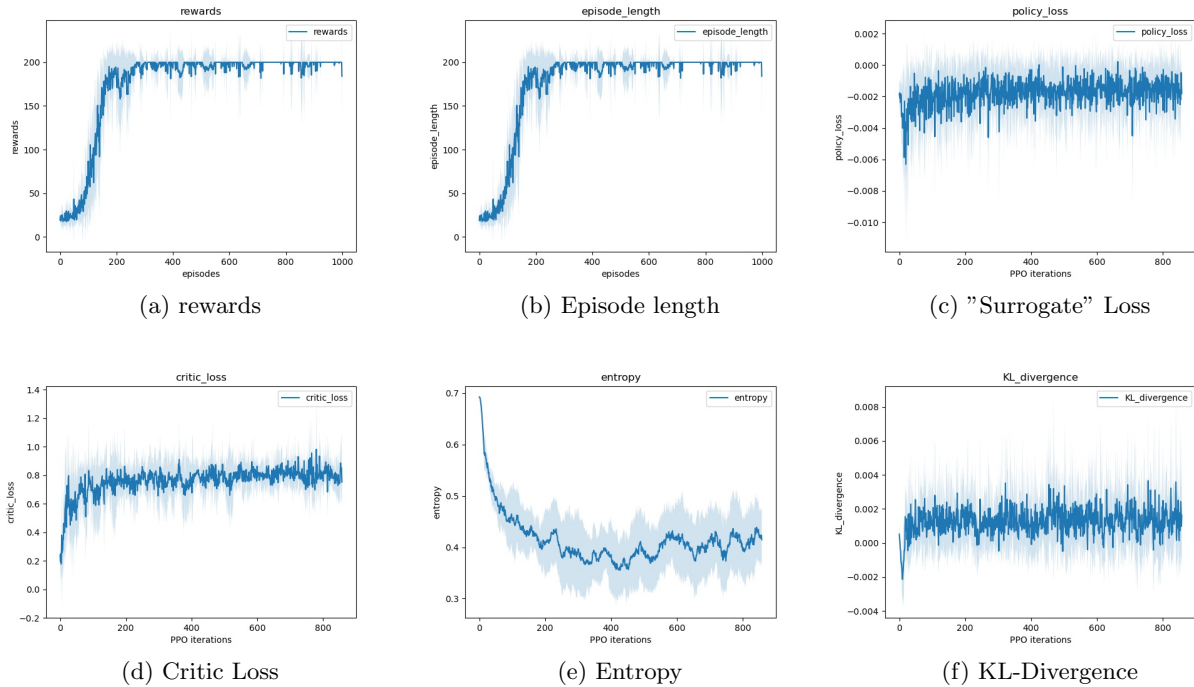 rewards
rewards
200
150
100
50
0
rewards
0 200 400 600 800 1000
episodes
(a) rewards
episode_length
episode_length
200
150
100
50
0
episode_length
0 200 400 600 800 1000
episodes
(b) Episode length
policy_loss
policy_loss
0.002
0.000
−0.002
−0.004
−0.006
−0.008
−0.010
policy_loss
0 200 400 600 800
PPO iterations
(c) ”Surrogate” Loss
critic_loss
critic_loss
1.4
1.2
1.0
0.8
0.6
0.4
0.2
0.0
−0.2
critic_loss
0 200 400 600 800
PPO iterations
(d) Critic Loss
entropy
entropy
0.7
0.6
0.5
0.4
0.3
entropy
0 200 400 600 800
PPO iterations
(e) Entropy
KL_divergence
KL_divergence
0.008
0.006
0.004
0.002
0.000
−0.002
−0.004
KL_divergence
0 200 400 600 800
PPO iterations
(f) KL-Divergence